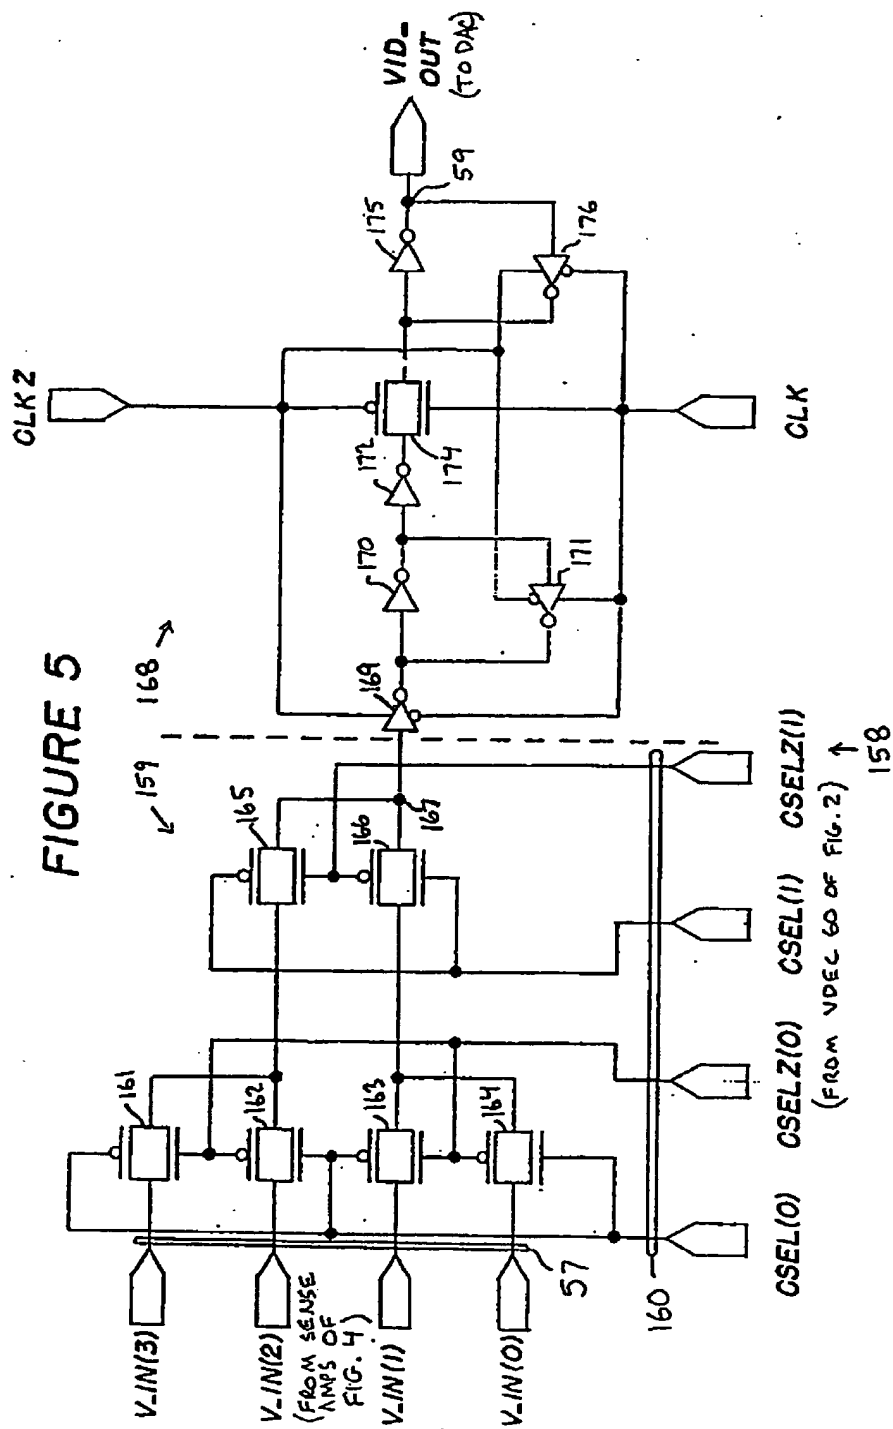 FIGURE 5
159
168
CLKZ
VID_
OUT
(TO DAC)
V_IN(3)
V_IN(2)
(FROM SENSE
AMPS OF
FIG. 4)
V_IN(1)
V_IN(0)
57
161
162
163
164
165
166
167
169
170
171
172
174
175
176
59
160
CSEL(0)
CSELZ(0)
CSEL(1)
CSELZ(1)
(FROM VDEC 60 OF FIG. 2)
158
CLK